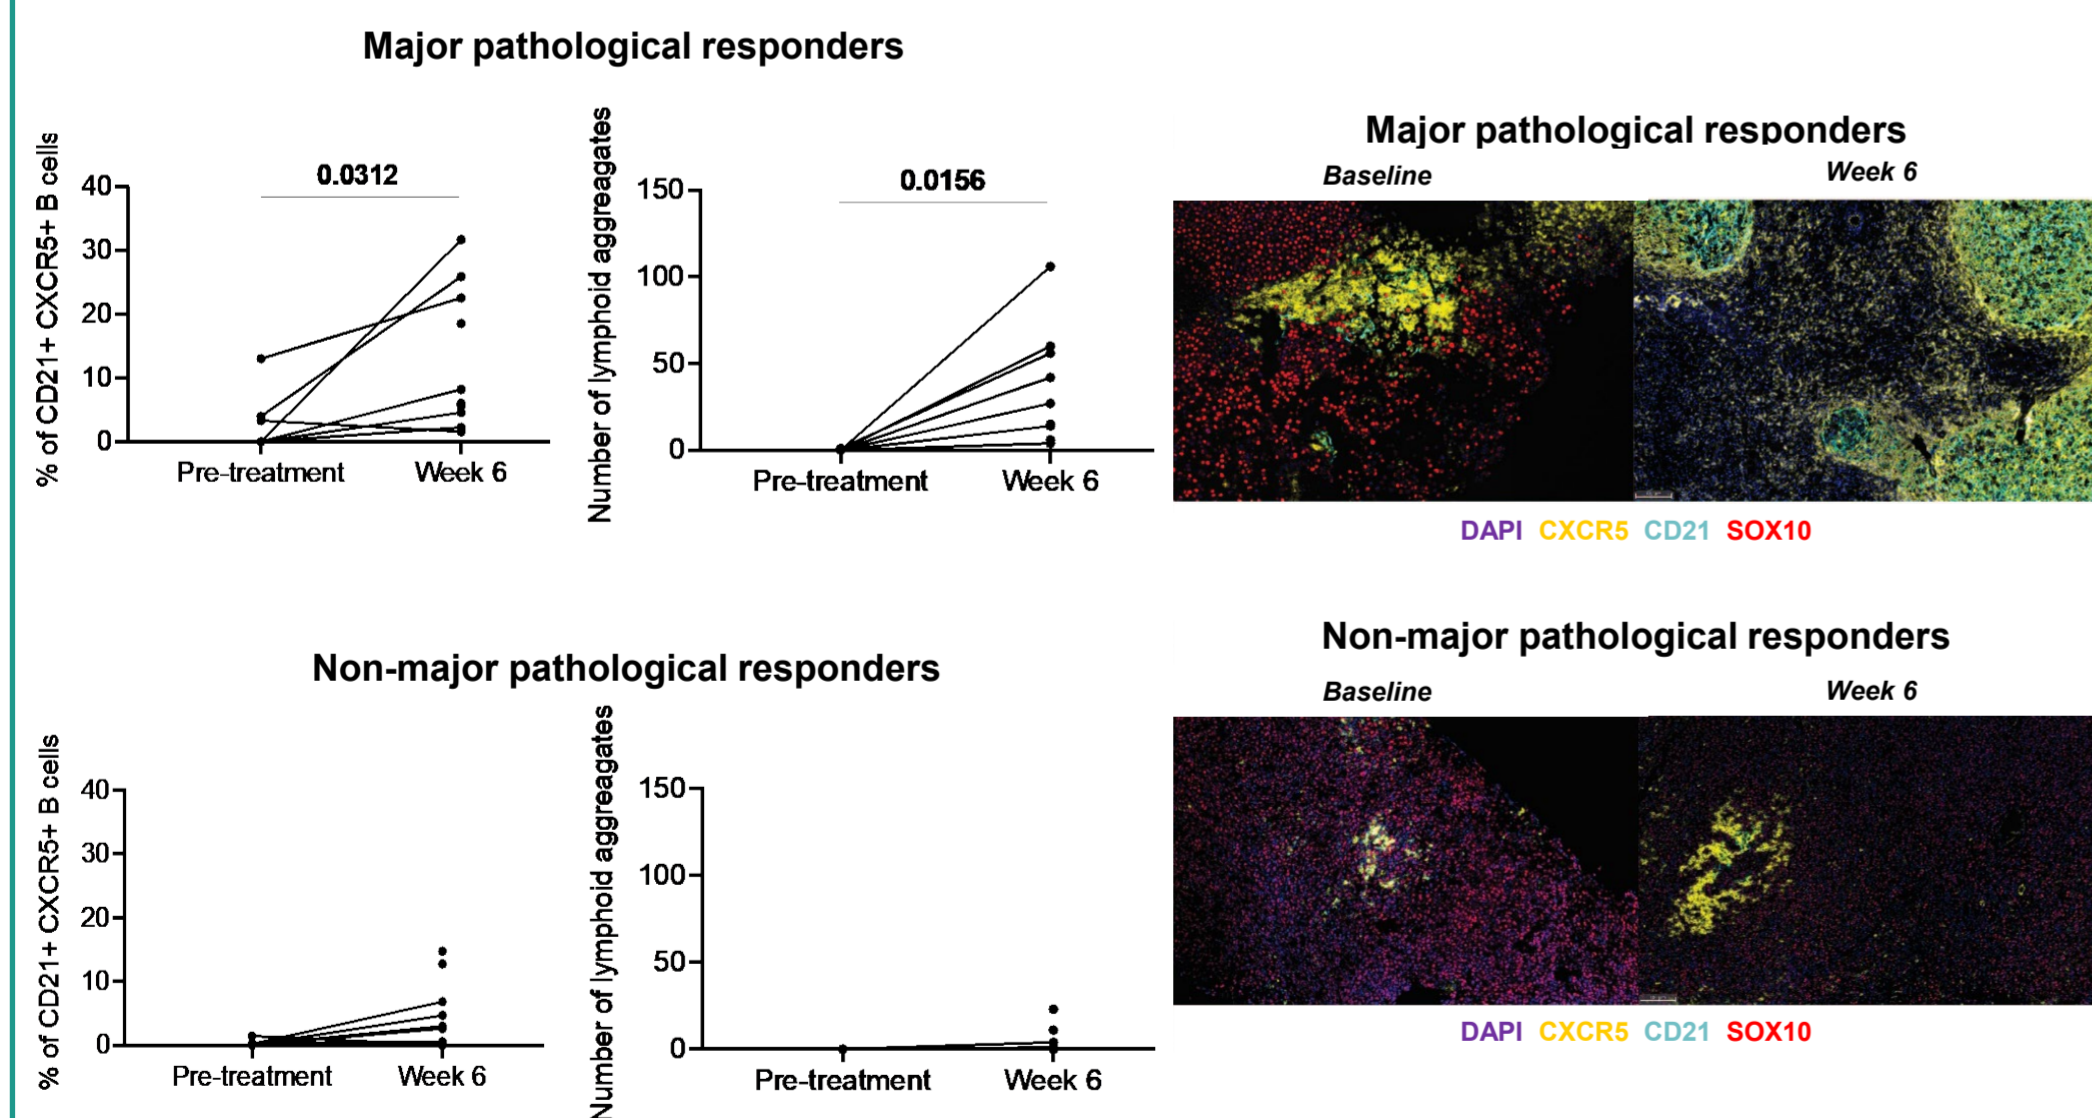 Major pathological responders
% of CD21+ CXCR5+ B cells
40
30
20
10
0
0.0312
Pre-treatment
Week 6
Number of lymphoid aggreagates
150
100
50
0
0.0156
Pre-treatment
Week 6
Major pathological responders
Baseline
Week 6
DAPI CXCR5 CD21 SOX10
Non-major pathological responders
% of CD21+ CXCR5+ B cells
40
30
20
10
0
Pre-treatment
Week 6
Number of lymphoid aggreagates
150
100
50
0
Pre-treatment
Week 6
Non-major pathological responders
Baseline
Week 6
DAPI CXCR5 CD21 SOX10